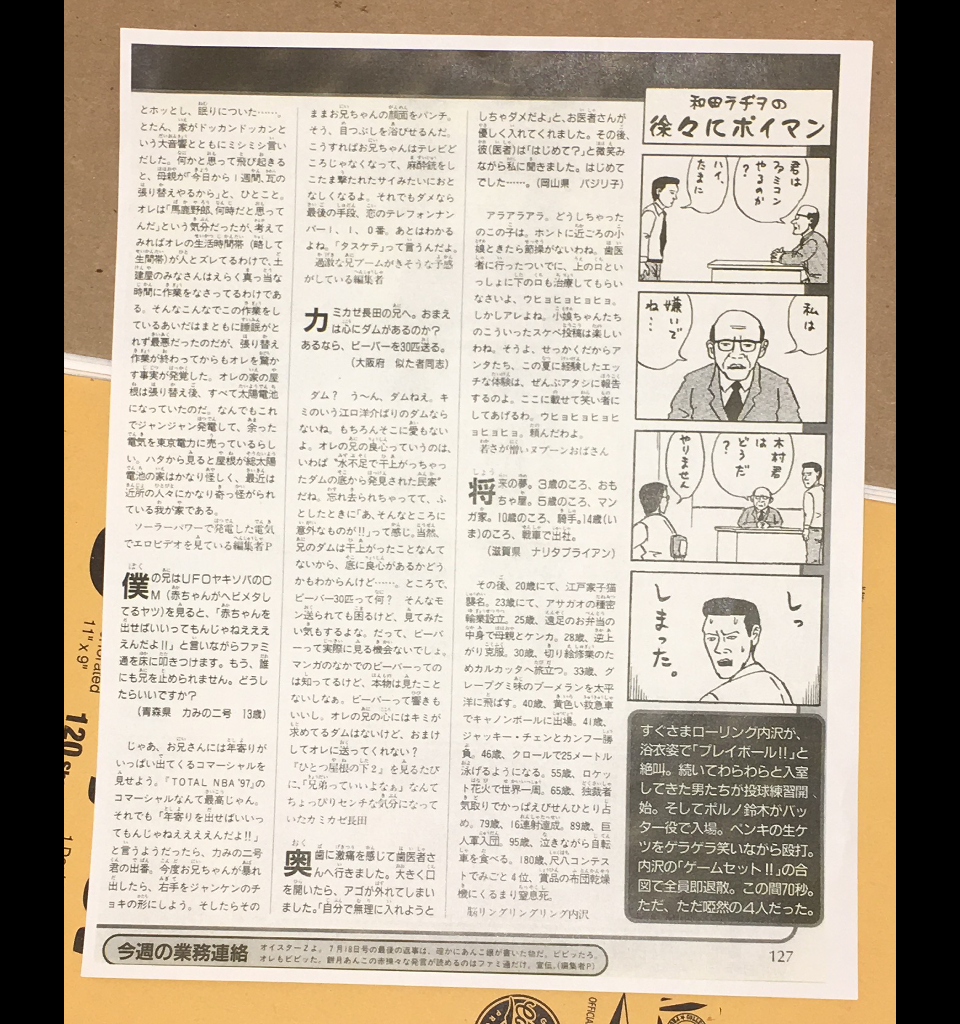 とホッとし、眠りについた……。
とたん、家がドッカンドッカンと
いう大音響とともにミシミシ言い
だした。何かと思って飛び起きる
と、母親が「今日から1週間、瓦の
張り替えやるから」と、ひとこと。
オレは「馬鹿野郎、何時だと思って
んだ」という気分だったが、考えて
みればオレの生活時間帯（略して
生間帯）が人とズレてるわけで、土
建屋のみなさんはえらく真っ当な
時間に作業をなさってるわけであ
る。そんなこんなでこの作業をし
ているあいだはまともに睡眠がと
れず最悪だったのだが、張り替え
作業が終わってからもオレを驚か
す事実が発覚した。オレの家の屋
根は張り替え後、すべて太陽電池
になっていたのだ。なんでもこれ
でジャンジャン発電して、余った
電気を東京電力に売っているらし
い。ハタから見ると屋根が総太陽
電池の家はかなり怪しく、最近は
近所の人々にかなり奇っ怪がられ
ている我が家である。
ソーラーパワーで発電した電気
でエロビデオを見ている編集者P
僕の兄はUFOヤキソバのC
M（赤ちゃんがヘビメタし
てるヤツ）を見ると、「赤ちゃんを
出せばいいってもんじゃねえええ
えんだよ!!」と言いながらファミ
通を床に叩きつけます。もう、誰
にも兄を止められません。どうし
たらいいですか？
（青森県　力みの二号　13歳）
じゃあ、お兄さんには年寄りが
いっぱい出てくるコマーシャルを
見せよう。「TOTAL NBA '97」の
コマーシャルなんて最高じゃん。
それでも「年寄りを出せばいいっ
てもんじゃねええええんだよ!!」
と言うようだったら、力みの二号
君の出番。今度お兄ちゃんが暴れ
出したら、右手をジャンケンのチ
ョキの形にしよう。そしたらその
ままお兄ちゃんの顔面をパンチ。
そう、目つぶしを浴びせるんだ。
こうすればお兄ちゃんはテレビど
ころじゃなくなって、麻酔銃をし
こたま撃たれたサイみたいにおと
なしくなるよ。それでもダメなら
最後の手段、恋のテレフォンナン
バー1、1、0番。あとはわかる
よね。「タスケテ」って言うんだよ。
過激な兄ブームがきそうな予感
がしている編集者
カミカゼ長田の兄へ。おまえ
は心にダムがあるのか？
あるなら、ビーバーを30匹送る。
（大阪府　似た者同志）
ダム？　う〜ん、ダムねえ。キ
ミのいう江口洋介ばりのダムなら
ないね。もちろんそこに愛もない
よ。オレの兄の良心っていうのは、
いわば“水不足で干上がっちゃっ
たダムの底から発見された民家”
だね。忘れ去られちゃってて、ふ
としたときに「あ、そんなところに
意外なものが!!」って感じ。当然、
兄のダムは干上がったことなんて
ないから、底に良心があるかどう
かもわからんけど……。ところで、
ビーバー30匹って何？　そんなモ
ン送られても困るけど、見てみた
い気もするよな。だって、ビーバ
ーって実際に見る機会ないでしょ。
マンガのなかでのビーバーっての
は知ってるけど、本物は見たこと
ないしなぁ。ビーバーって響きも
いいし。オレの兄の心にはキミが
求めてるダムはないけど、おまけ
してオレに送ってくれない？
『ひとつ屋根の下2』を見るたび
に、「兄弟っていいよなぁ」なんて
ちょっぴりセンチな気分になって
いたカミカゼ長田
奥歯に激痛を感じて歯医者さ
んへ行きました。大きく口
を開いたら、アゴが外れてしまい
ました。「自分で無理に入れようと
しちゃダメだよ」と、お医者さんが
優しく入れてくれました。その後、
彼（医者）は「はじめて？」と微笑み
ながら私に聞きました。はじめて
でした……。（岡山県　バジリ子）
アラアラアラ。どうしちゃった
のこの子は。ホントに近ごろの小
娘ときたら節操がないわね。歯医
者に行ったついでに、上の口とい
っしょに下の口も治療してもらい
なさいよ、ウヒョヒョヒョヒョ。
しかしアレよね。小娘ちゃんたち
のこういったスケベ投稿は楽しい
わね。そうよ、せっかくだからア
ンタたち、この夏に経験したエッ
チな体験は、ぜんぶアタシに報告
するのよ。ここに載せて笑い者に
してあげるわ。ウヒョヒョヒョヒ
ョヒョヒョ。頼んだわよ。
若さが憎いヌブーンおばさん
将来の夢。3歳のころ、おも
ちゃ屋。5歳のころ、マン
ガ家。10歳のころ、騎手。14歳（い
ま）のころ、戦車で出社。
（滋賀県　ナリタブライアン）
その後、20歳にて、江戸家子猫
襲名。23歳にて、アサガオの種密
輸業設立。25歳、遠足のお弁当の
中身で母親とケンカ。28歳、逆上
がり克服。30歳、切り絵修業のた
めカルカッタへ旅立つ。33歳、グ
レープグミ味のブーメランを太平
洋に飛ばす。40歳、黄色い救急車
でキャノンボールに出場。41歳、
ジャッキー・チェンとカンフー勝
負。46歳、クロールで25メートル
泳げるようになる。55歳、ロケッ
ト花火で世界一周。65歳、独裁者
気取りでかっぱえびせんひとり占
め。79歳、16連射達成。89歳、巨
人軍入団。95歳、泣きながら自転
車を食べる。180歳、尺八コンテス
トでみごと4位、賞品の布団乾燥
機にくるまり窒息死。
脳リングリングリング内沢
和田ラヂヲの
徐々にポイマン
君は
ファミコン
やるのか
？
ハイ、
たまに
私は
嫌いで
ね…
木村君
は
どうだ
？
やりません
しっ
しまった。
すぐさまローリング内沢が、
浴衣姿で「プレイボール!!」と
絶叫。続いてわらわらと入室
してきた男たちが投球練習開
始。そしてポルノ鈴木がバッ
ター役で入場。ペンキの生ケ
ツをゲラゲラ笑いながら殴打。
内沢の「ゲームセット!!」の合
図で全員即退散。この間70秒。
ただ、ただ啞然の4人だった。
今週の業務連絡
オイスターZよ。7月18日号の最後の返事は、確かにあんこ嬢が書いた物だ。ビビッたろ。
オレもビビッた。餅月あんこの赤裸々な発言が読めるのはファミ通だけ。宣伝。（編集者P）
127
11" x 9"
120